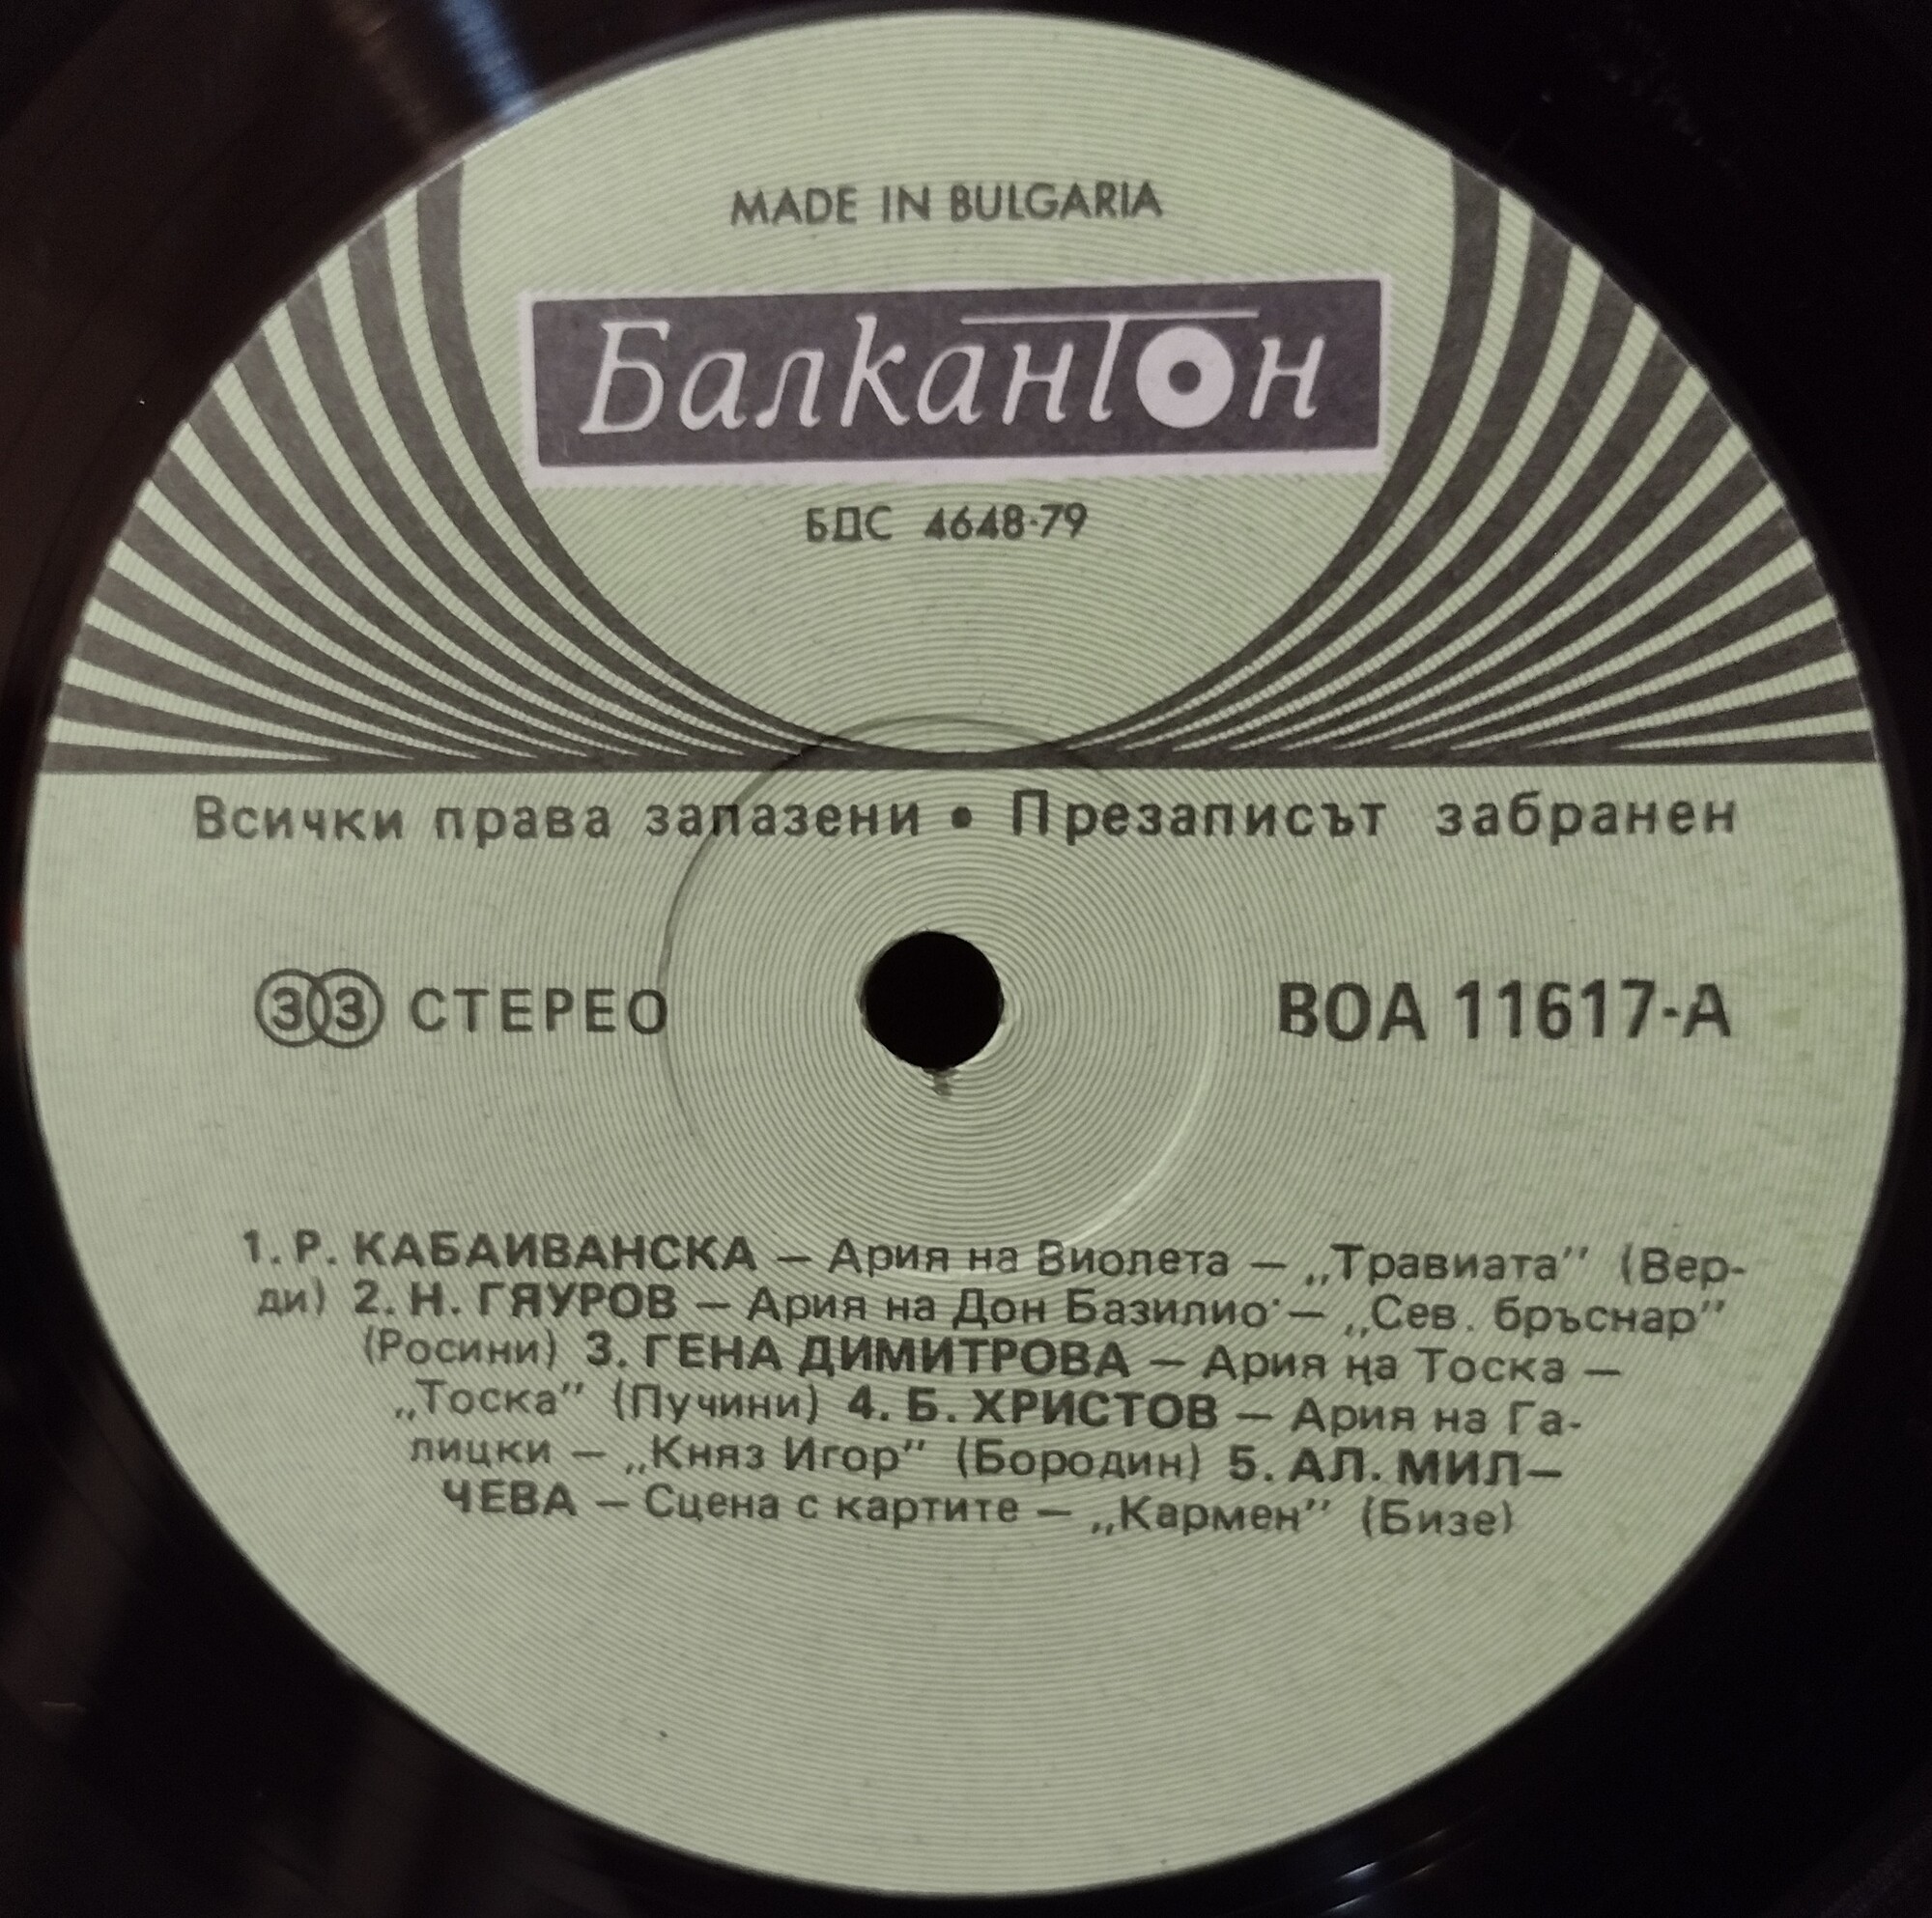 MADE IN BULGARIA
Балкантон
БДС 4648-79
Всички права запазени • Презаписът забранен
33 СТЕРЕО
ВОА 11617-А
1. Р. КАБАИВАНСКА — Ария на Виолета — „Травиата” (Вер-
ди) 2. Н. ГЯУРОВ — Ария на Дон Базилио — „Сев. бръснар”
(Росини) 3. ГЕНА ДИМИТРОВА — Ария на Тоска —
„Тоска” (Пучини) 4. Б. ХРИСТОВ — Ария на Га-
лицки — „Княз Игор” (Бородин) 5. АЛ. МИЛ—
ЧЕВА — Сцена с картите — „Кармен” (Бизе)